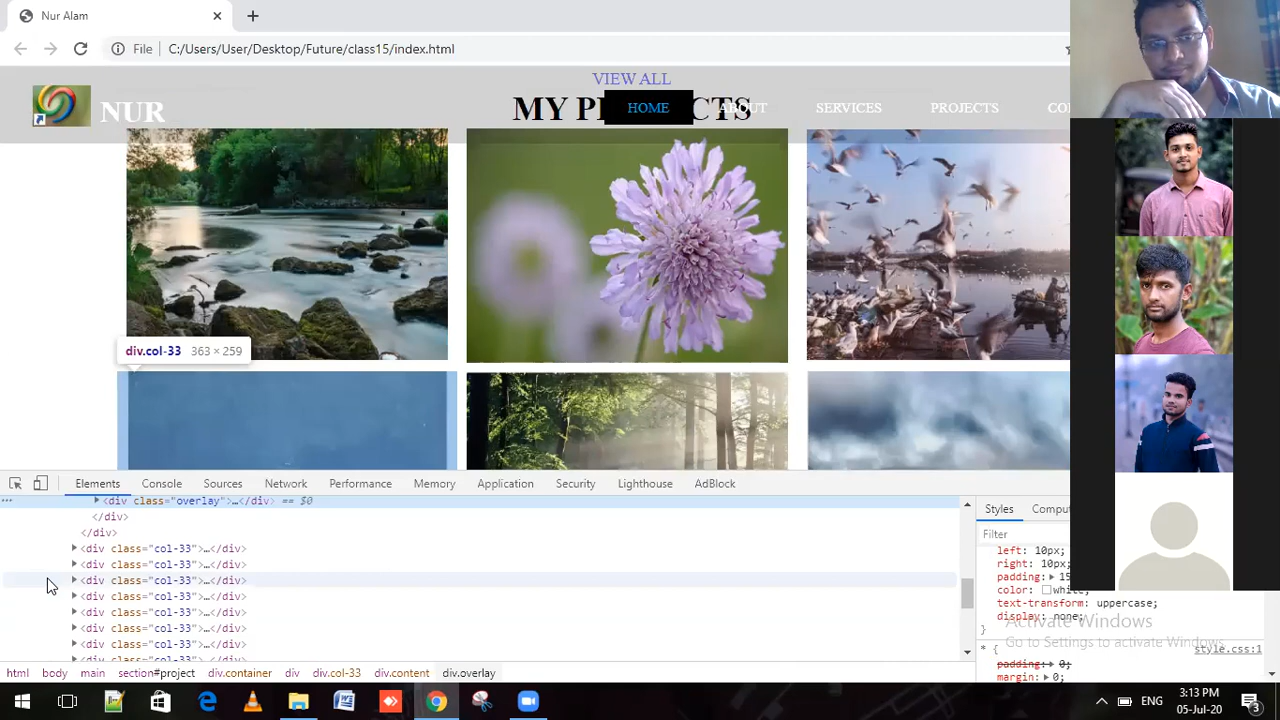 Nur Alam
File
C:/Users/User/Desktop/Future/class15/index.html
VIEW ALL
NUR
MY
HOME
SERVICES
PROJECTS
div.col-33 363 × 259
Elements Console Sources Network Performance Memory Application Security Lighthouse AdBlock
<div class="overlay">…</div> == $0
</div>
</div>
<div class="col-33">…</div>
<div class="col-33">…</div>
<div class="col-33">…</div>
<div class="col-33">…</div>
<div class="col-33">…</div>
<div class="col-33">…</div>
<div class="col-33">…</div>
<div class="col-33">…</div>
html body main section#project div.container div div.col-33 div.content div.overlay
Styles
Filter
left: 10px;
right: 10px;
padding:
color: white;
text-transform: uppercase;
display: none;
}
Activate Windows
Go to Settings to activate Windows.
* {
style.css:1
padding: 0;
margin: 0;
ENG
3:13 PM
05-Jul-20
3